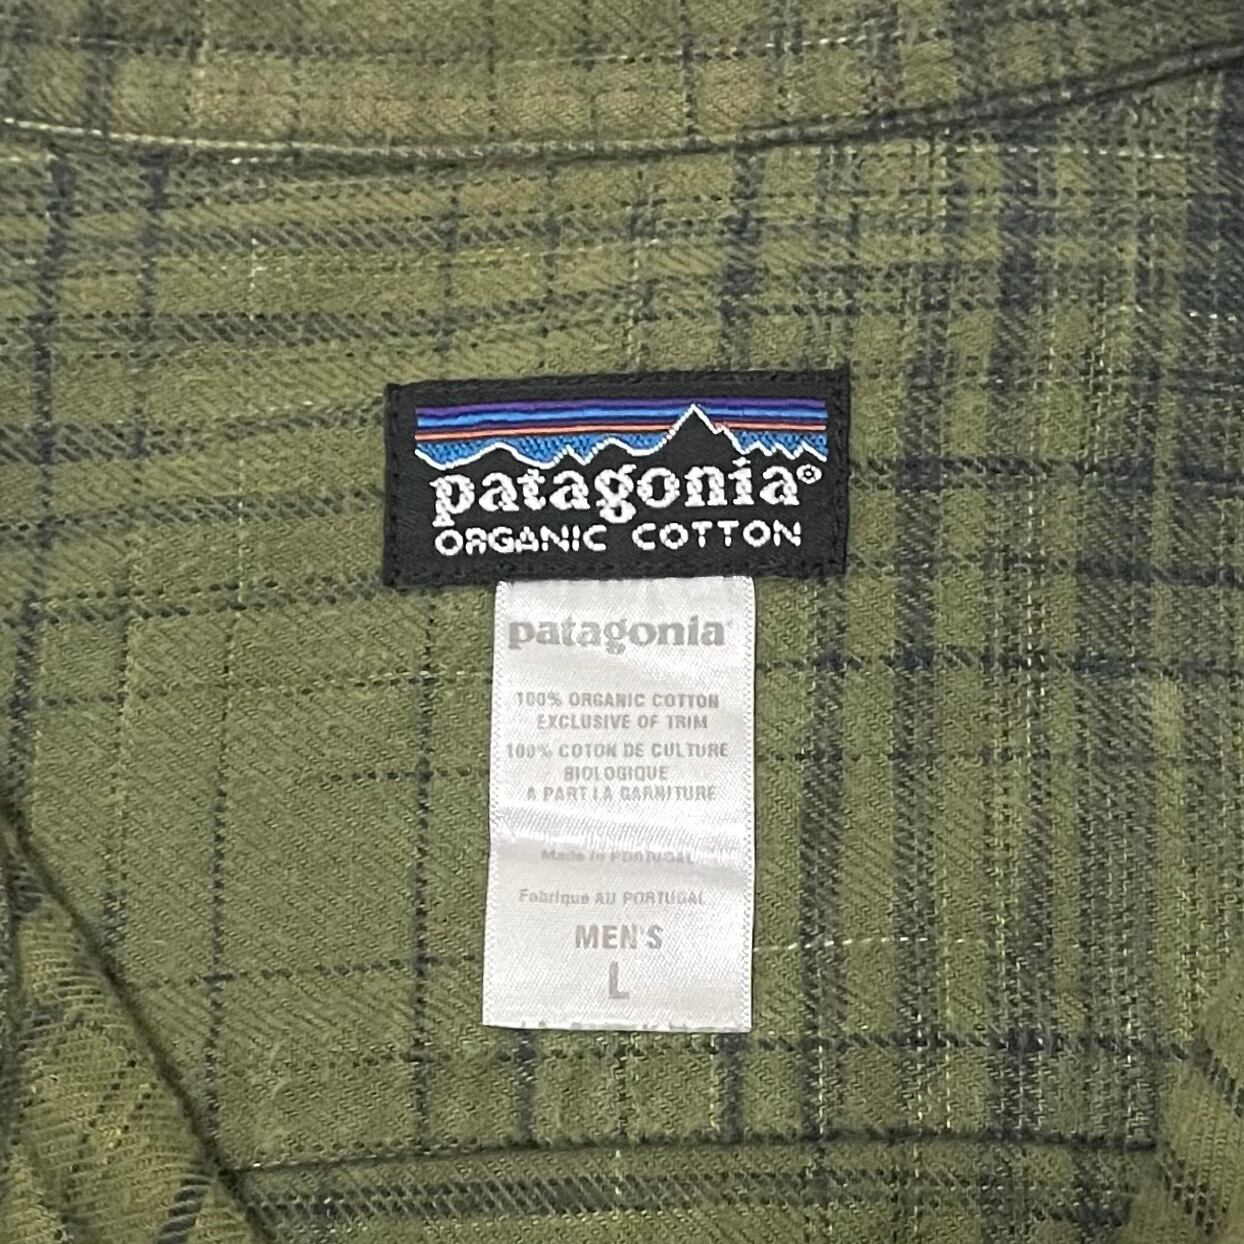 patagonia®
ORGANIC COTTON
patagonia®
100% ORGANIC COTTON
EXCLUSIVE OF TRIM
100% COTON DE CULTURE
BIOLOGIQUE
A PART LA GARNITURE
Made in PORTUGAL
Fabrique AU PORTUGAL
MEN'S
L